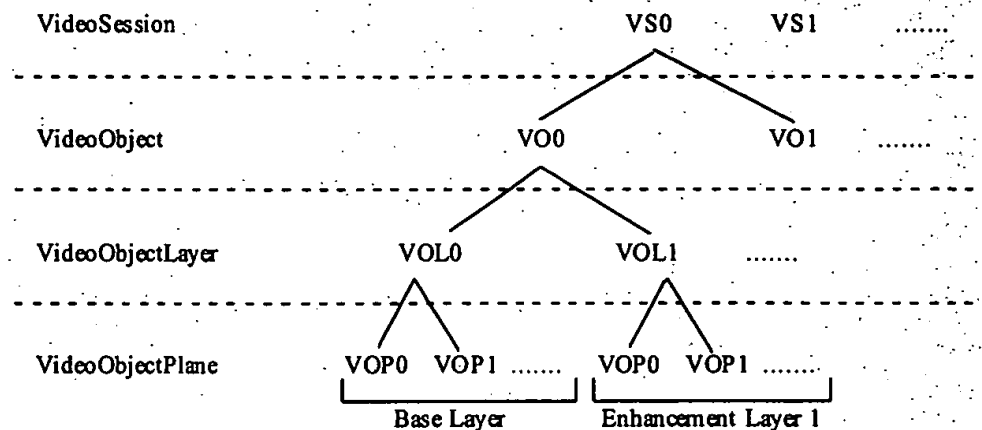 VideoSession VS0 VS1 .......
VideoObject VO0 VO1 .......
VideoObjectLayer VOL0 VOL1 .......
VideoObjectPlane VOP0 VOP1 ....... VOP0 VOP1 .......
Base Layer Enhancement Layer 1